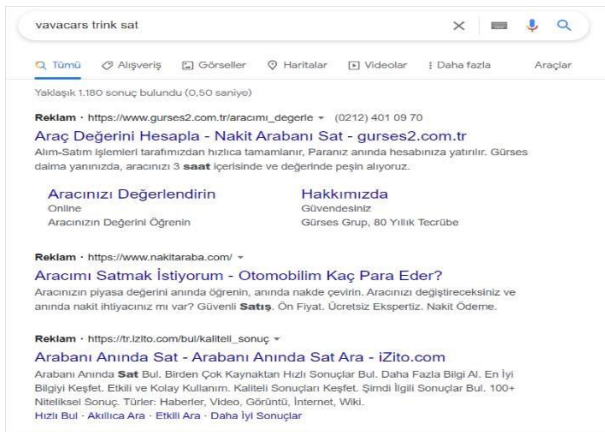 vavacars trink sat
Tümü Alışveriş Görseller Haritalar Videolar Daha fazla Araçlar
Yaklaşık 1.180 sonuç bulundu (0,50 saniye)
Reklam · https://www.gurses2.com.tr/aracımı_degerle (0212) 401 09 70
Araç Değerini Hesapla - Nakit Arabanı Sat - gurses2.com.tr
Alım-Satım İşlemleri tarafımızdan hızlıca tamamlanır, Paranız anında hesabınıza yatırılır. Gürses
daima yanınızda, aracınızı 3 saat içerisinde ve değerinde peşin alıyoruz.
Aracınızı Değerlendirin
Online
Aracınızın Değerini Öğrenin
Hakkımızda
Güvendesiniz
Gürses Grup, 80 Yıllık Tecrübe
Reklam · https://www.nakitaraba.com/
Aracımı Satmak İstiyorum - Otomobilim Kaç Para Eder?
Aracınızın piyasa değerini anında öğrenin, anında nakde çevirin. Aracınızı değiştireceksiniz ve
anında nakit ihtiyacınız mı var? Güvenli Satış. Ön Fiyat. Ücretsiz Ekspertiz. Nakit Ödeme.
Reklam · https://tr.izito.com/bul/kaliteli_sonuç
Arabanı Anında Sat - Arabanı Anında Sat Ara - iZito.com
Arabanı Anında Sat Bul. Birden Çok Kaynaktan Hızlı Sonuçlar Bul. Daha Fazla Bilgi Al. En İyi
Bilgiyi Keşfet. Etkili ve Kolay Kullanım. Kaliteli Sonuçları Keşfet. Şimdi İlgili Sonuçlar Bul. 100+
Niteliksel Sonuç. Türler: Haberler, Video, Görüntü, İnternet, Wiki.
Hızlı Bul · Akıllıca Ara · Etkili Ara · Daha İyi Sonuçlar